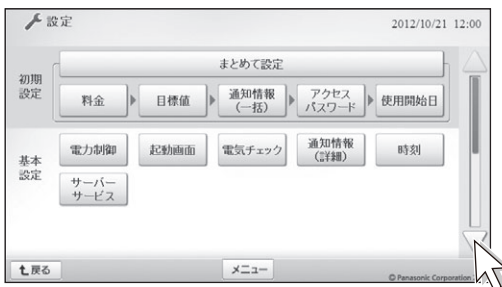 設定
2012/10/21 12:00
初期
設定
まとめて設定
料金
目標値
通知情報
(一括)
アクセス
パスワード
使用開始日
基本
設定
電力制御
起動画面
電気チェック
通知情報
(詳細)
時刻
サーバー
サービス
戻る
メニュー
© Panasonic Corporation